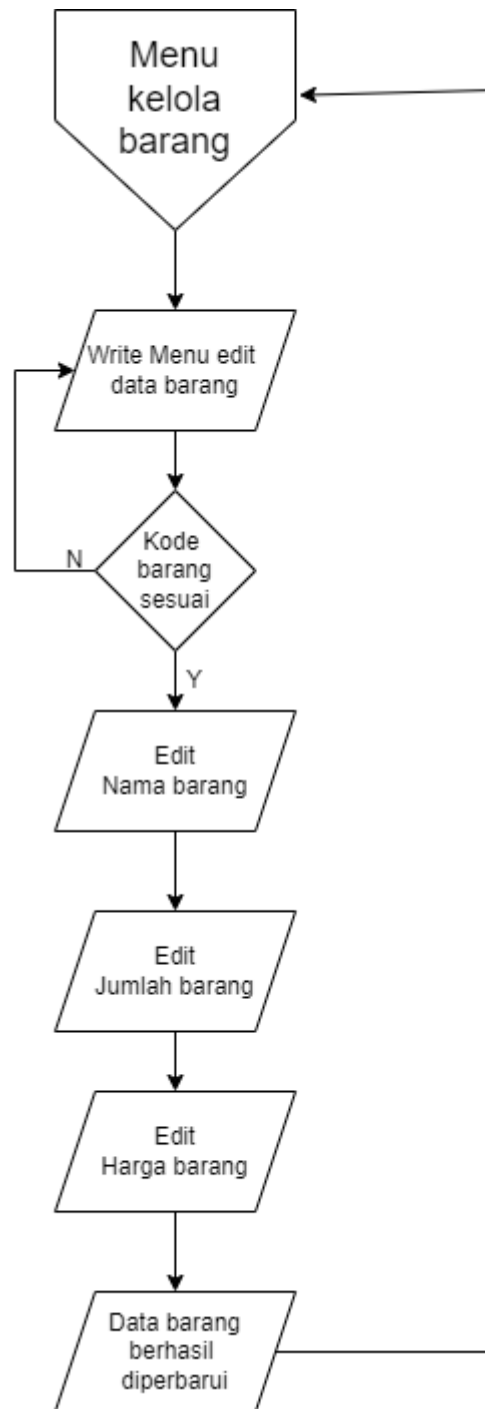 Menu
kelola
barang
Write Menu edit
data barang
Kode
barang
sesuai
N
Y
Edit
Nama barang
Edit
Jumlah barang
Edit
Harga barang
Data barang
berhasil
diperbarui